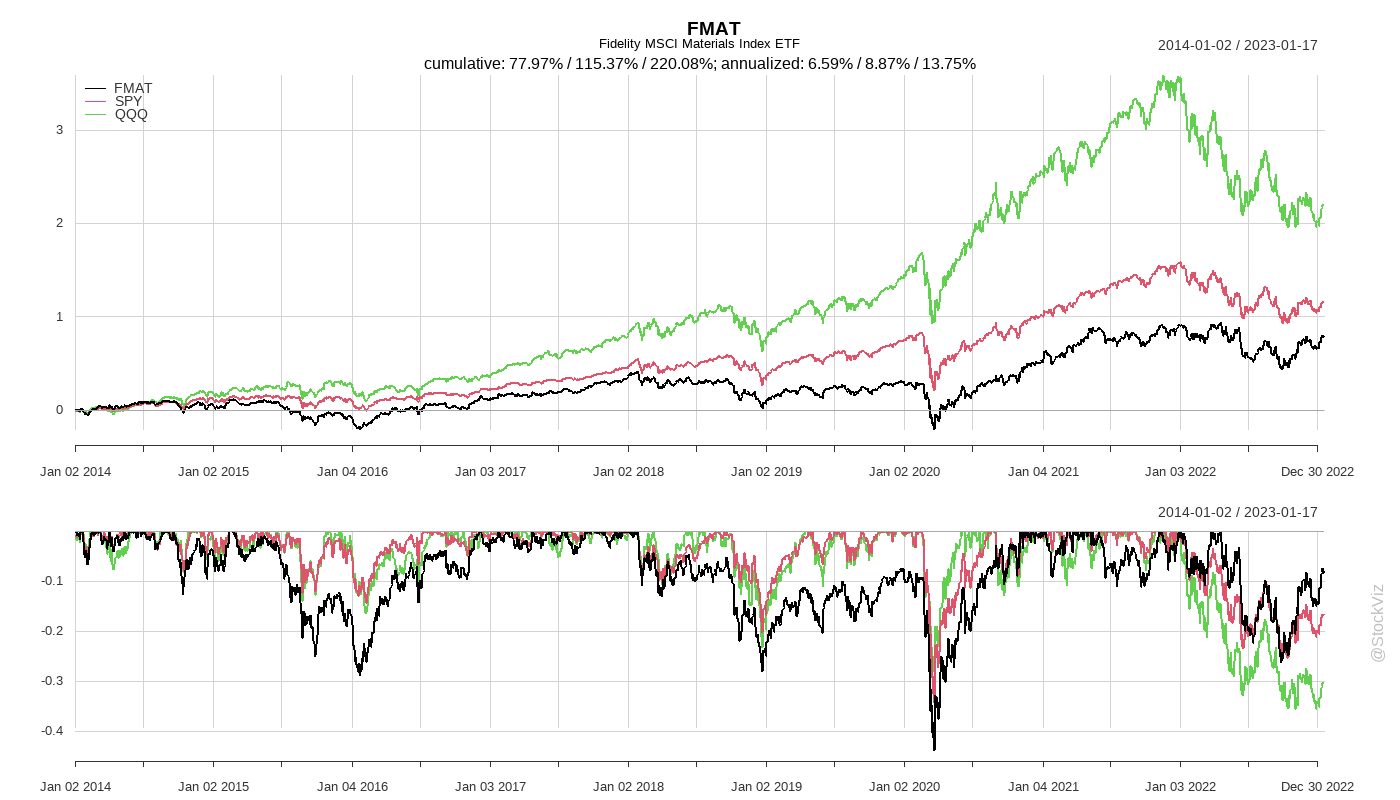 FMAT
Fidelity MSCI Materials Index ETF
2014-01-02 / 2023-01-17
cumulative: 77.97% / 115.37% / 220.08%; annualized: 6.59% / 8.87% / 13.75%
FMAT
SPY
QQQ
3
2
1
0
Jan 02 2014 Jan 02 2015 Jan 04 2016 Jan 03 2017 Jan 02 2018 Jan 02 2019 Jan 02 2020 Jan 04 2021 Jan 03 2022 Dec 30 2022
2014-01-02 / 2023-01-17
-0.1
-0.2
-0.3
-0.4
Jan 02 2014 Jan 02 2015 Jan 04 2016 Jan 03 2017 Jan 02 2018 Jan 02 2019 Jan 02 2020 Jan 04 2021 Jan 03 2022 Dec 30 2022
@StockViz